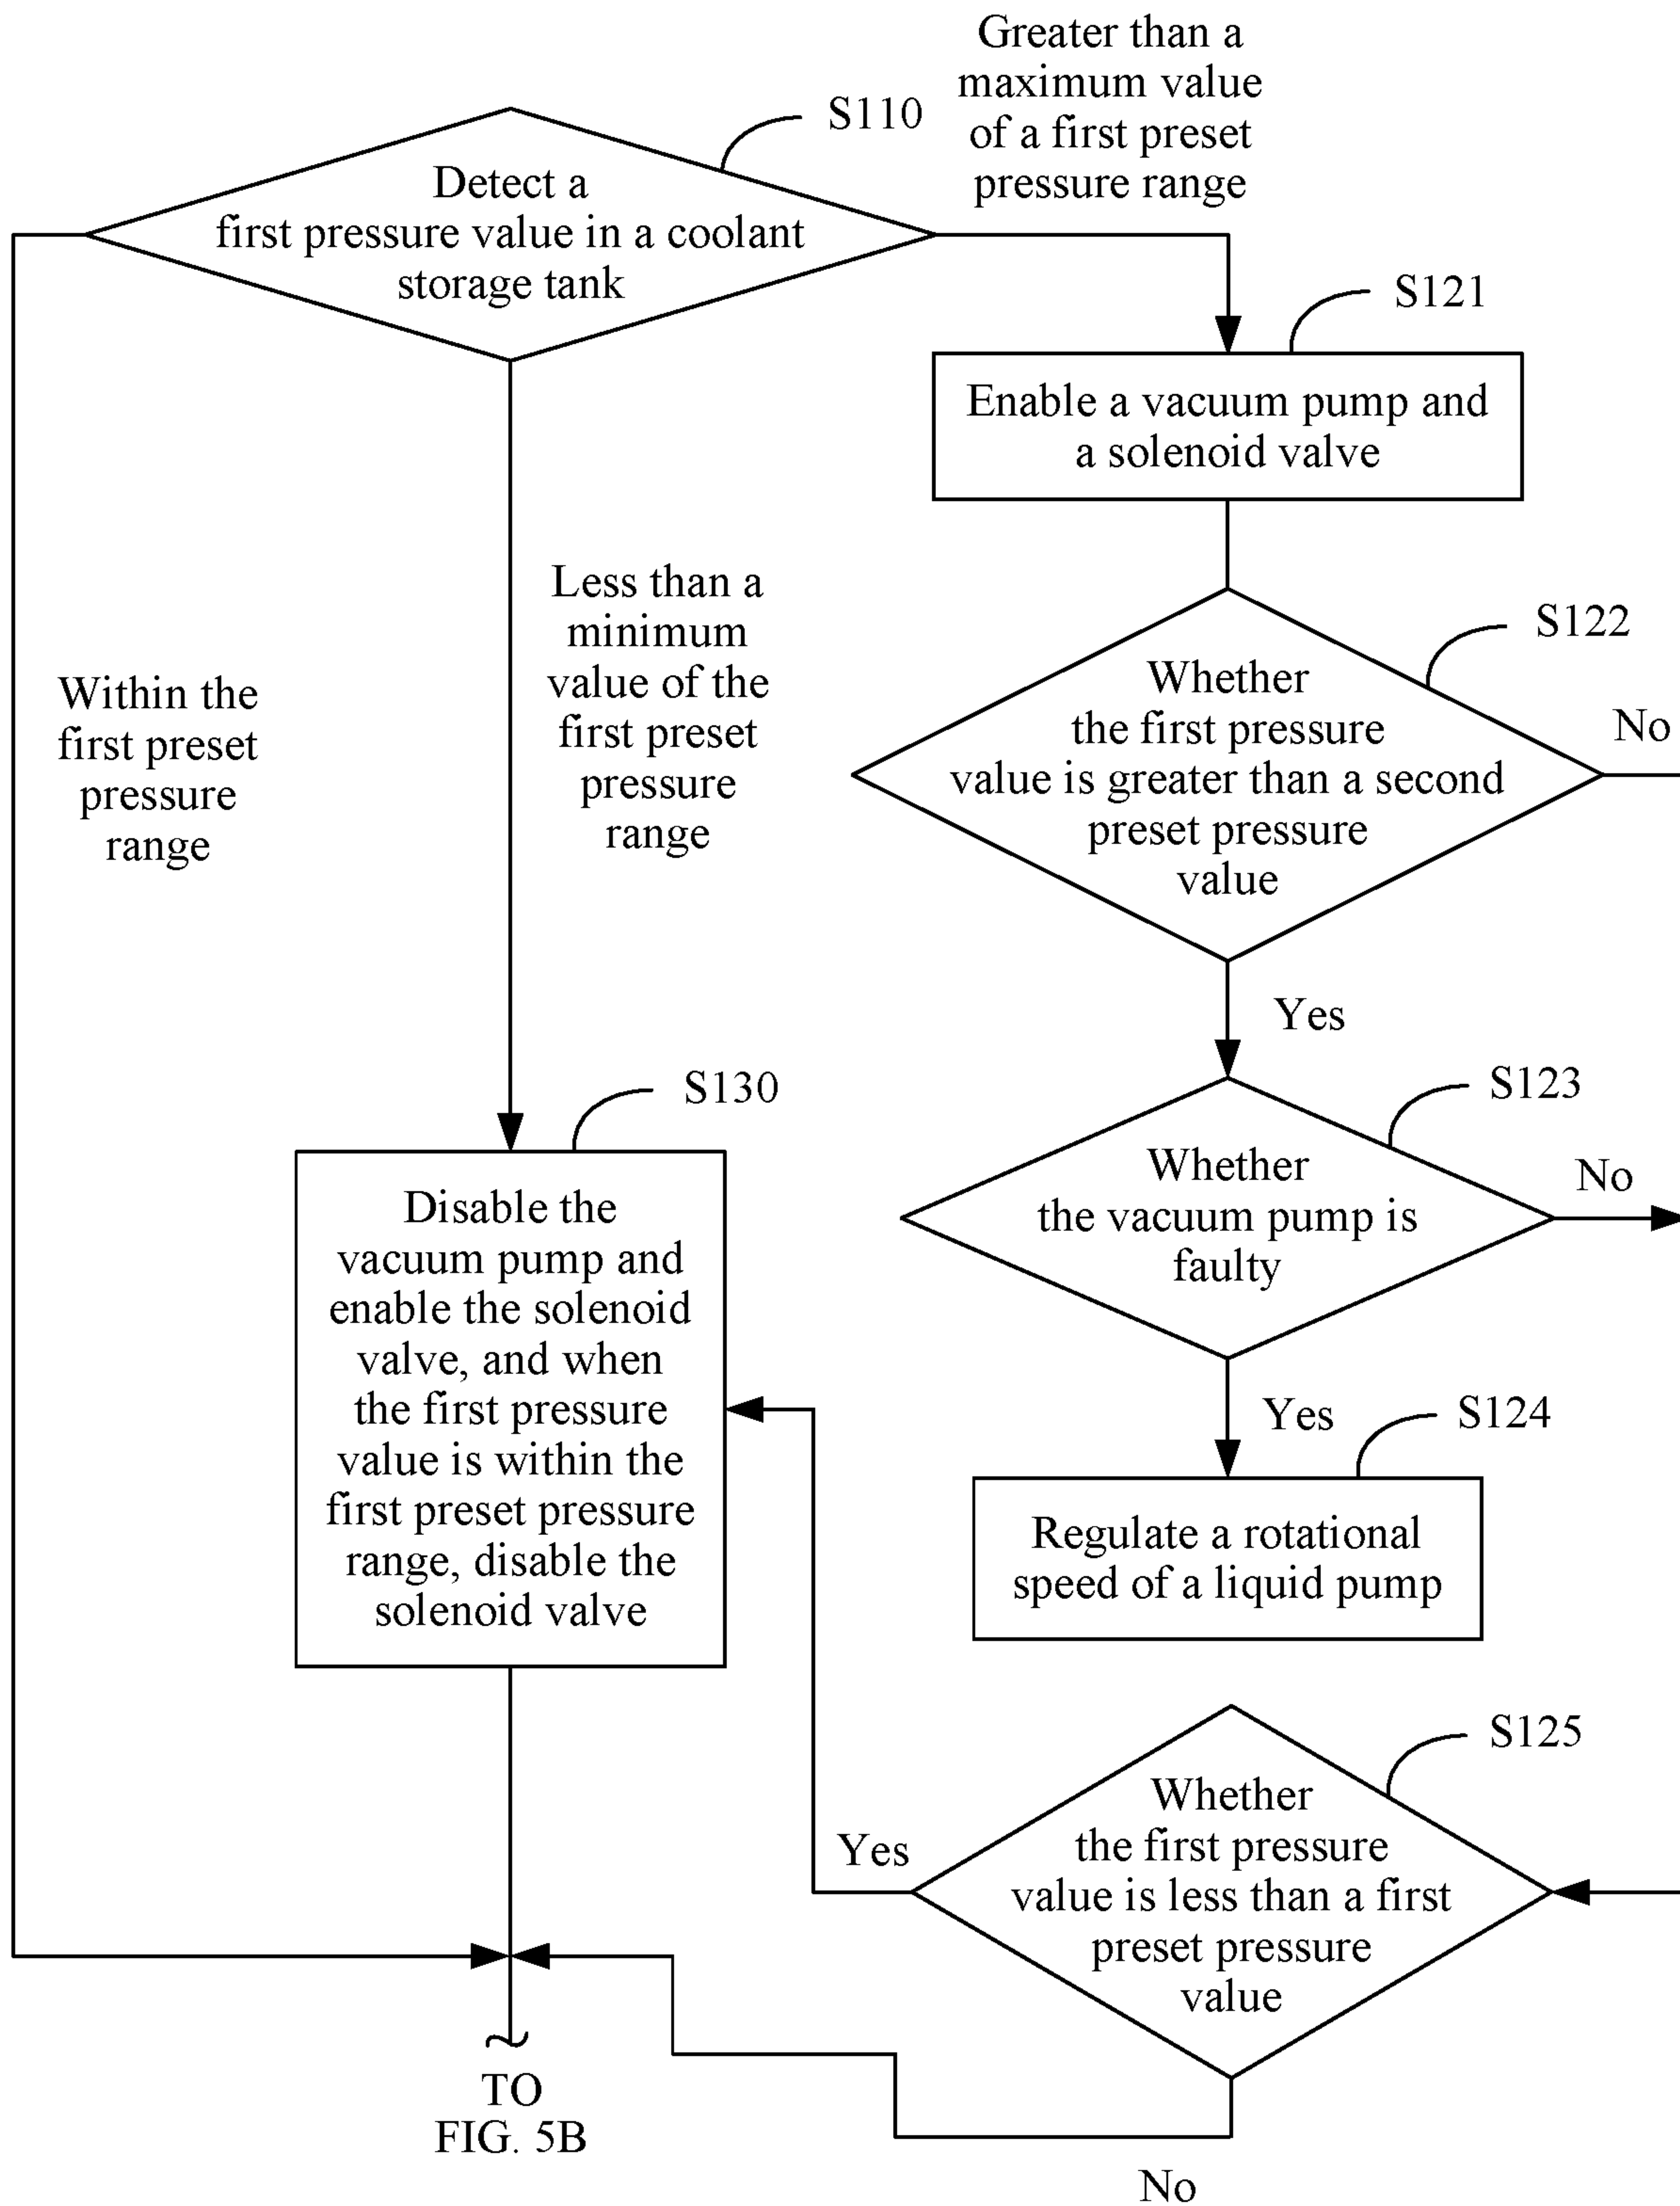 Greater than a
maximum value
of a first preset
pressure range
S110
Detect a
first pressure value in a coolant
storage tank
S121
Enable a vacuum pump and
a solenoid valve
Less than a
minimum
value of the
first preset
pressure
range
Within the
first preset
pressure
range
S122
Whether
the first pressure
value is greater than a second
preset pressure
value
No
Yes
S123
Whether
the vacuum pump is
faulty
No
S130
Disable the
vacuum pump and
enable the solenoid
valve, and when
the first pressure
value is within the
first preset pressure
range, disable the
solenoid valve
Yes
S124
Regulate a rotational
speed of a liquid pump
S125
Whether
the first pressure
value is less than a first
preset pressure
value
Yes
No
TO
FIG. 5B